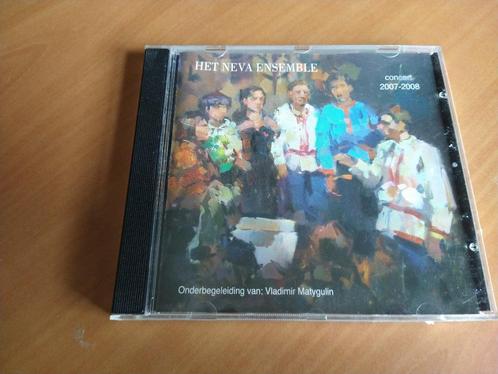 HET NEVA ENSEMBLE
concert
2007-2008
Onderbegeleiding van: Vladimir Matygulin